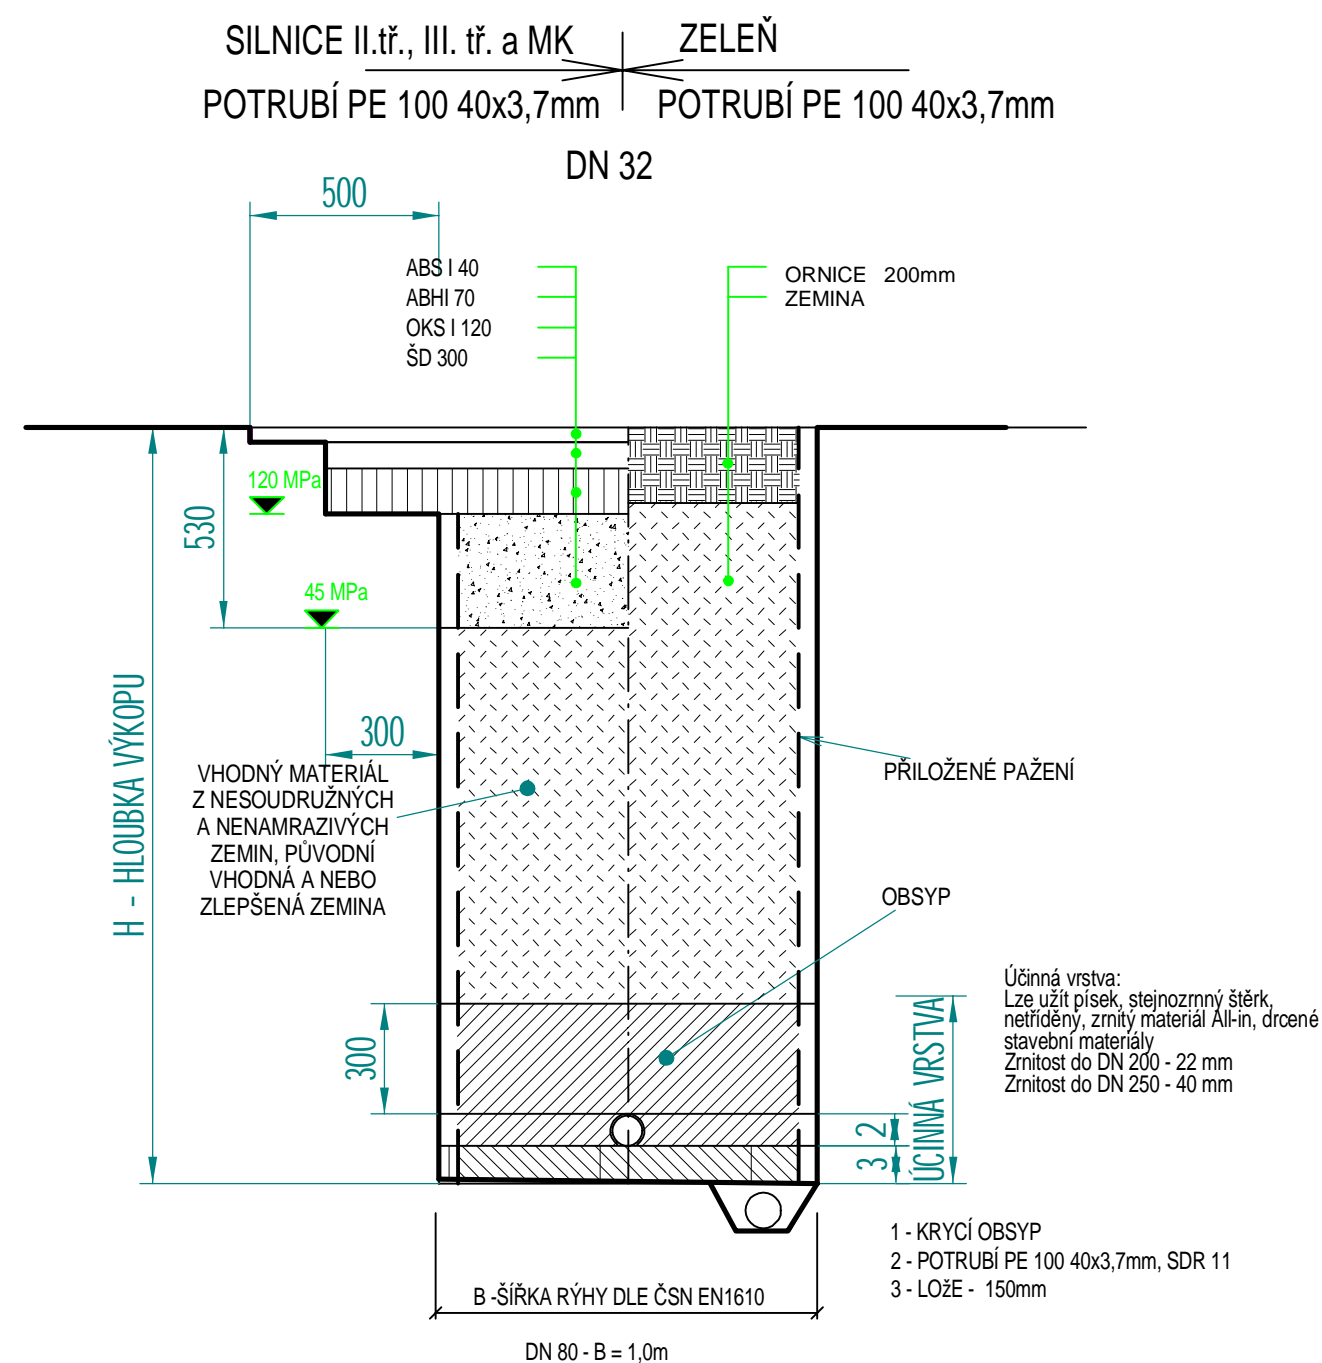 SILNICE II.tř., III. tř. a MK
ZELEŇ
POTRUBÍ PE 100 40x3,7mm
POTRUBÍ PE 100 40x3,7mm
DN 32
500
ABS I 40
ABHI 70
OKS I 120
ŠD 300
ORNICE 200mm
ZEMINA
120 MPa
530
45 MPa
H - HLOUBKA VÝKOPU
300
VHODNÝ MATERIÁL
Z NESOUDRUŽNÝCH
A NENAMRAZIVÝCH
ZEMIN, PŮVODNÍ
VHODNÁ A NEBO
ZLEPŠENÁ ZEMINA
PŘILOŽENÉ PAŽENÍ
OBSYP
300
2
3
ÚCINNÁ VRSTVA
Účinná vrstva:
Lze užít písek, stejnozrnný štěrk,
netříděný, zrnitý materiál All-in, drcené
stavební materiály
Zrnitost do DN 200 - 22 mm
Zrnitost do DN 250 - 40 mm
1 - KRYCÍ OBSYP
2 - POTRUBÍ PE 100 40x3,7mm, SDR 11
3 - LOžE - 150mm
B -ŠÍŘKA RÝHY DLE ČSN EN1610
DN 80 - B = 1,0m